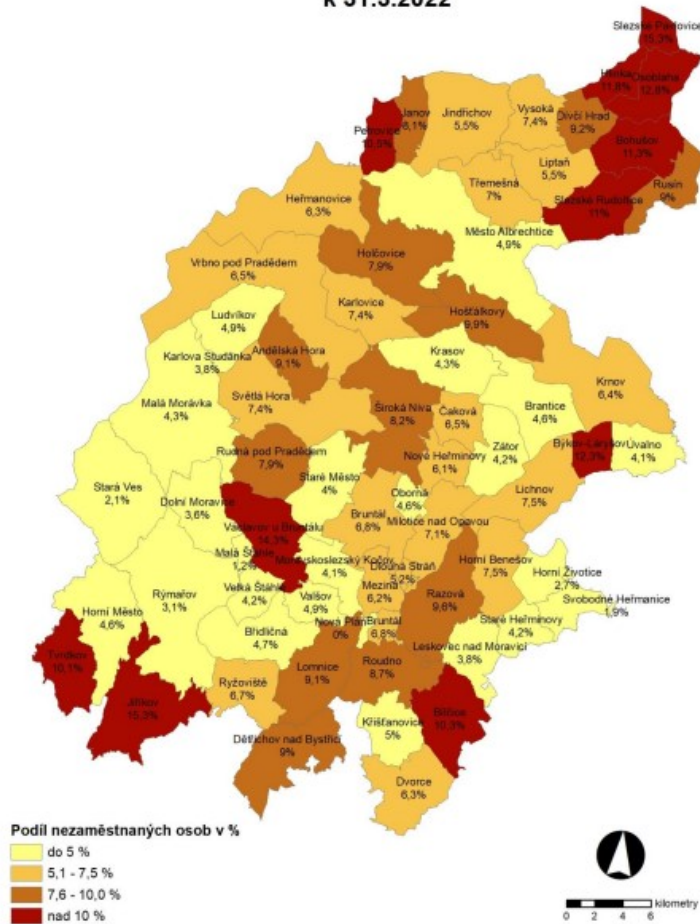 k 31.3.2022
Slezské Pavlovice
15,3%
Hlinka
11,8%
Osoblaha
12,8%
Petrovice
10,5%
Janov
8,1%
Jindřichov
5,5%
Vysoká
7,4%
Dívčí Hrad
9,2%
Bohušov
11,3%
Liptaň
5,5%
Třemešná
7%
Rusín
9%
Slezské Rudoltice
11%
Heřmanovice
6,3%
Město Albrechtice
4,9%
Holčovice
7,9%
Vrbno pod Pradědem
6,5%
Karlovice
7,4%
Hošťálkovy
9,9%
Ludvíkov
4,9%
Andělská Hora
9,1%
Karlova Studánka
3,8%
Krasov
4,3%
Krnov
6,4%
Malá Morávka
4,3%
Světlá Hora
7,4%
Široká Niva
8,2%
Čaková
6,5%
Brantice
4,6%
Zátor
4,2%
Býkov-Láryšov
12,3%
Úvalno
4,1%
Rudná pod Pradědem
7,9%
Nové Heřminovy
6,1%
Stará Ves
2,1%
Staré Město
4%
Dolní Moravice
3,6%
Oborná
4,6%
Lichnov
7,5%
Václavov u Bruntálu
14,3%
Bruntál
6,8%
Milotice nad Opavou
7,1%
Malá Štáhle
1,2%
Moravskoslezský Kočov
4,1%
Dlouhá Stráň
5,2%
Horní Benešov
7,5%
Horní Životice
2,7%
Rýmařov
3,1%
Velká Štáhle
4,2%
Valšov
4,9%
Mezina
6,2%
Razová
9,6%
Svobodné Heřmanice
1,9%
Horní Město
4,6%
Nová Pláň
0%
Bruntál
6,8%
Staré Heřminovy
4,2%
Břidličná
4,7%
Leskovec nad Moravicí
3,8%
Tvrdkov
10,1%
Lomnice
9,1%
Roudno
8,7%
Jiříkov
15,3%
Ryžoviště
6,7%
Bílčice
10,3%
Křišťanovice
5%
Dětřichov nad Bystřicí
9%
Dvorce
6,3%
Podíl nezaměstnaných osob v %
do 5 %
5,1 - 7,5 %
7,6 - 10,0 %
nad 10 %
kilometry
0 2 4 6